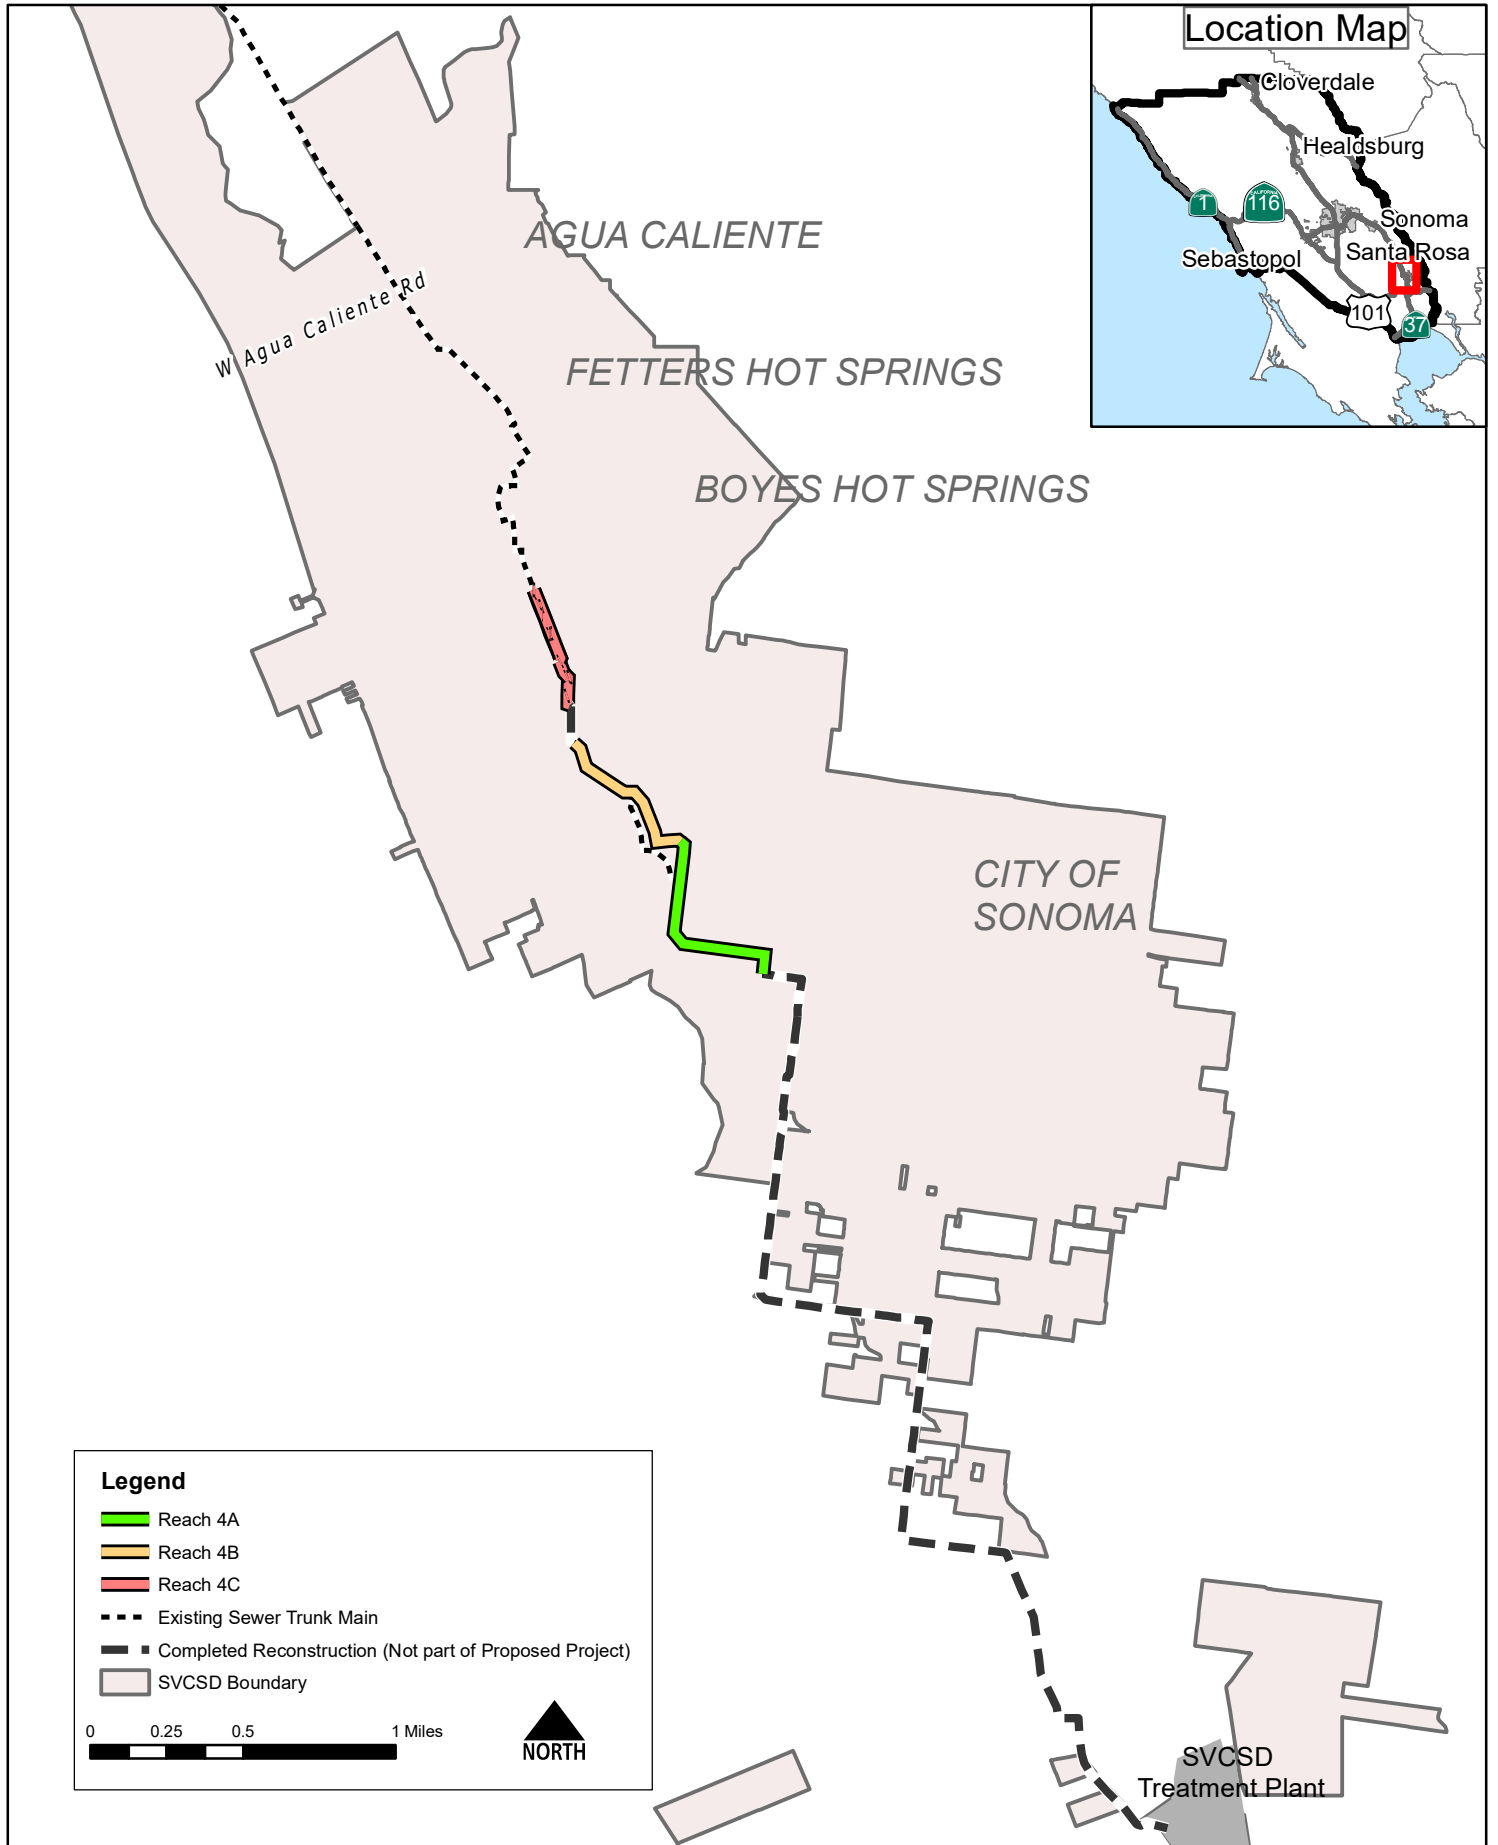 Location Map
Cloverdale
Healdsburg
1
CALIFORNIA
116
Sonoma
Santa Rosa
Sebastopol
101
37
AGUA CALIENTE
W Agua Caliente Rd
FETTERS HOT SPRINGS
BOYES HOT SPRINGS
CITY OF
SONOMA
Legend
Reach 4A
Reach 4B
Reach 4C
Existing Sewer Trunk Main
Completed Reconstruction (Not part of Proposed Project)
SVCSD Boundary
0 0.25 0.5 1 Miles
NORTH
SVCSD
Treatment Plant